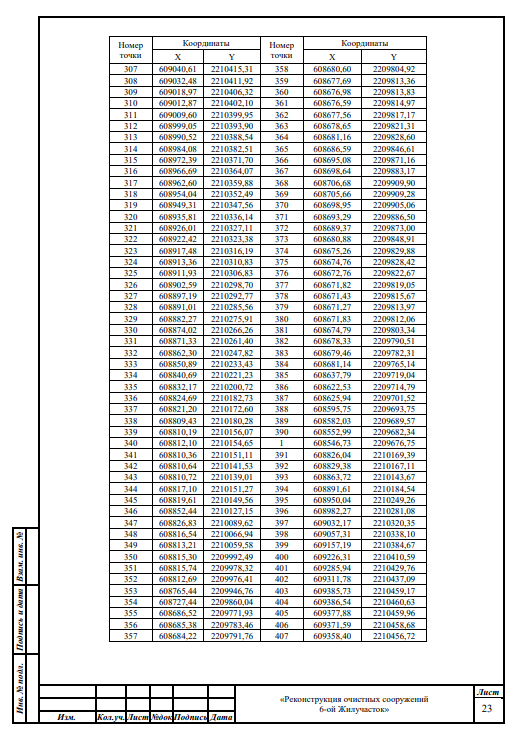 Номер точки Координаты Номер точки Координаты
X Y X Y
307 609040,61 2210415,31 358 608680,60 2209804,92
308 609032,48 2210411,92 359 608677,69 2209813,36
309 609018,97 2210406,32 360 608676,98 2209813,83
310 609012,87 2210402,10 361 608676,59 2209814,97
311 609009,60 2210399,95 362 608677,56 2209817,17
312 608999,05 2210393,90 363 608678,65 2209821,31
313 608990,52 2210388,54 364 608681,16 2209828,60
314 608984,08 2210382,51 365 608686,59 2209846,61
315 608972,39 2210371,70 366 608695,08 2209871,16
316 608966,69 2210364,07 367 608698,64 2209883,17
317 608962,60 2210359,88 368 608706,68 2209909,90
318 608954,04 2210352,49 369 608705,66 2209909,28
319 608949,31 2210347,56 370 608698,95 2209905,06
320 608935,81 2210336,14 371 608693,29 2209886,50
321 608926,01 2210327,11 372 608689,37 2209873,00
322 608922,42 2210323,38 373 608680,88 2209848,91
323 608917,48 2210316,19 374 608675,26 2209829,88
324 608913,36 2210310,83 375 608674,76 2209828,42
325 608911,93 2210306,83 376 608672,76 2209822,67
326 608902,59 2210298,70 377 608671,82 2209819,05
327 608897,19 2210292,77 378 608671,43 2209815,67
328 608891,01 2210285,56 379 608671,27 2209813,97
329 608882,27 2210275,91 380 608671,83 2209812,06
330 608874,02 2210266,26 381 608674,79 2209803,34
331 608871,33 2210261,40 382 608678,33 2209790,51
332 608862,30 2210247,82 383 608679,46 2209782,31
333 608850,89 2210233,43 384 608681,14 2209765,14
334 608840,69 2210221,23 385 608637,79 2209719,04
335 608832,17 2210200,72 386 608622,53 2209714,79
336 608824,69 2210182,73 387 608625,94 2209701,52
337 608821,20 2210172,60 388 608595,75 2209693,75
338 608809,43 2210180,28 389 608582,03 2209689,57
339 608810,19 2210156,07 390 608552,99 2209682,34
340 608812,10 2210154,65 1 608546,73 2209676,75
341 608810,36 2210151,11 391 608826,04 2210169,39
342 608810,64 2210141,53 392 608829,38 2210167,11
343 608810,72 2210139,01 393 608863,72 2210143,67
344 608817,10 2210151,27 394 608891,61 2210184,54
345 608819,61 2210149,56 395 608950,04 2210249,26
346 608852,44 2210127,15 396 608982,27 2210281,08
347 608826,83 2210089,62 397 609032,17 2210320,35
348 608816,54 2210066,94 398 609057,31 2210338,10
349 608813,21 2210059,58 399 609157,19 2210384,67
350 608815,30 2209992,49 400 609226,31 2210410,59
351 608815,74 2209978,32 401 609285,94 2210429,76
352 608812,69 2209976,41 402 609311,78 2210437,09
353 608765,44 2209946,76 403 609385,73 2210459,17
354 608727,44 2209860,04 404 609386,54 2210460,63
355 608686,52 2209771,93 405 609377,88 2210459,96
356 608685,38 2209783,46 406 609371,59 2210458,68
357 608684,22 2209791,76 407 609358,40 2210456,72
Взам. инв. №
Подпись и дата
Инв. № подл.
Изм. Кол.уч. Лист №док Подпись Дата
«Реконструкция очистных сооружений
6-ой Жилучасток»
Лист
23